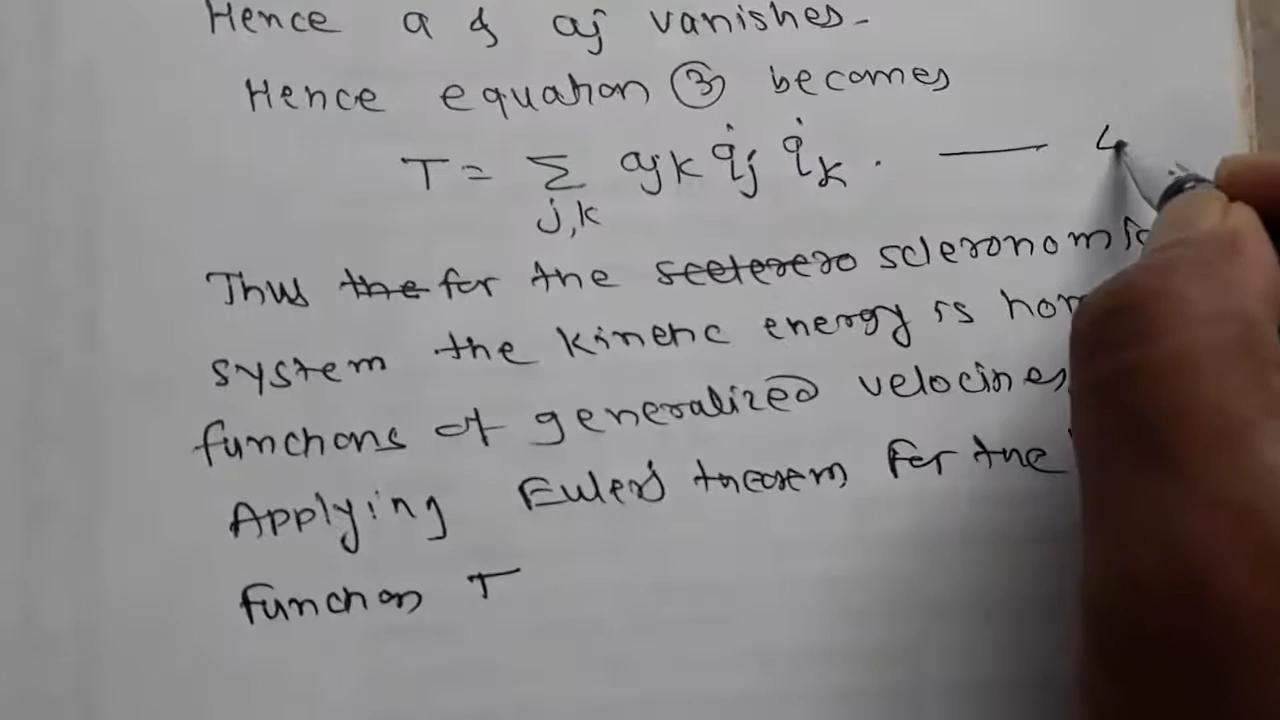 Hence a & aj vanishes.
Hence equation ③ becomes
T = Σ ajk q̇j q̇k . —— 4
j,k
Thus the for the scleronomic
system the kinetic energy is
functions of generalized velocities
Applying Euler's theorem for the
function T